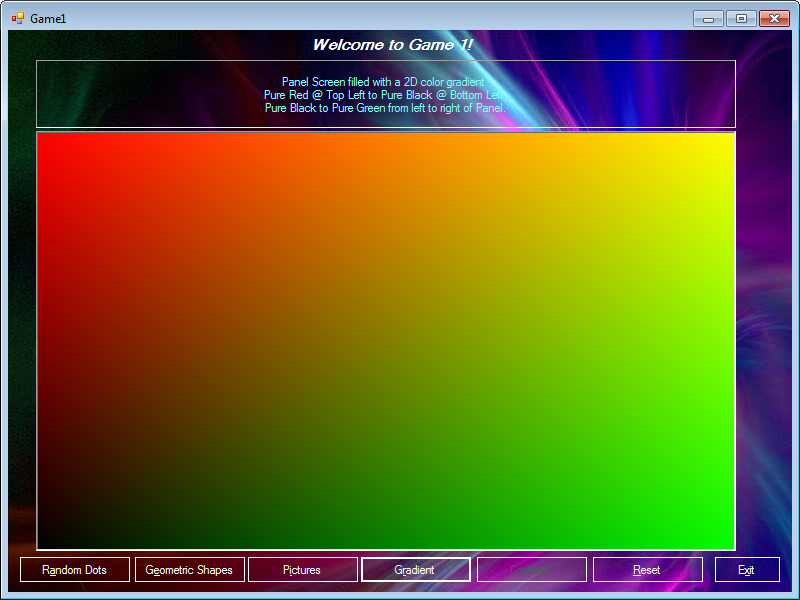 Game1
Welcome to Game 1!
Panel Screen filled with a 2D color gradient.
Pure Red @ Top Left to Pure Black @ Bottom Left.
Pure Black to Pure Green from left to right of Panel.
Random Dots
Geometric Shapes
Pictures
Gradient
Reset
Exit